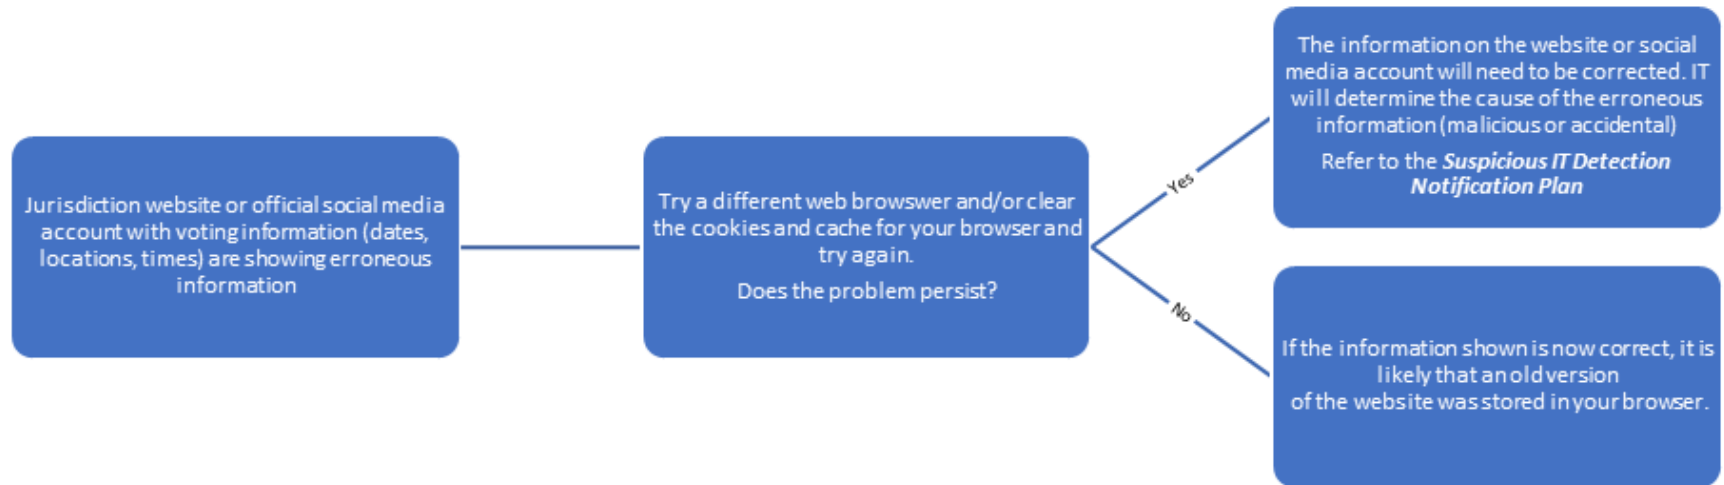 Jurisdiction website or official social media
account with voting information (dates,
locations, times) are showing erroneous
information
Try a different web browswer and/or clear
the cookies and cache for your browser and
try again.
Does the problem persist?
Yes
The information on the website or social
media account will need to be corrected. IT
will determine the cause of the erroneous
information (malicious or accidental)
Refer to the Suspicious IT Detection
Notification Plan
No
If the information shown is now correct, it is
likely that an old version
of the website was stored in your browser.